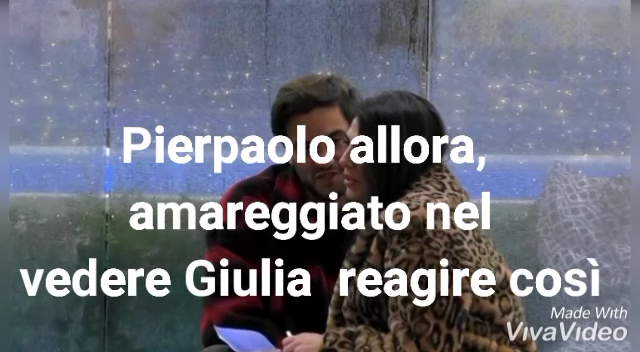 Pierpaolo allora,
amareggiato nel
vedere Giulia reagire così
Made With
VivaVideo